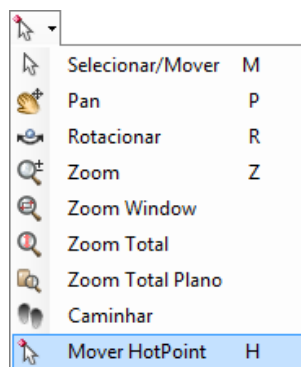 Selecionar/Mover M
Pan P
Rotacionar R
Zoom Z
Zoom Window
Zoom Total
Zoom Total Plano
Caminhar
Mover HotPoint H